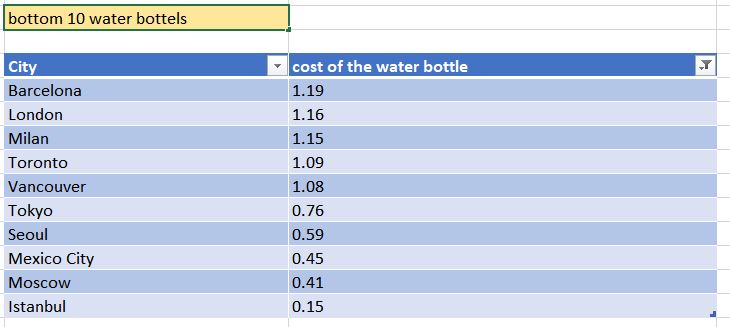 bottom 10 water bottels
City cost of the water bottle
Barcelona 1.19
London 1.16
Milan 1.15
Toronto 1.09
Vancouver 1.08
Tokyo 0.76
Seoul 0.59
Mexico City 0.45
Moscow 0.41
Istanbul 0.15